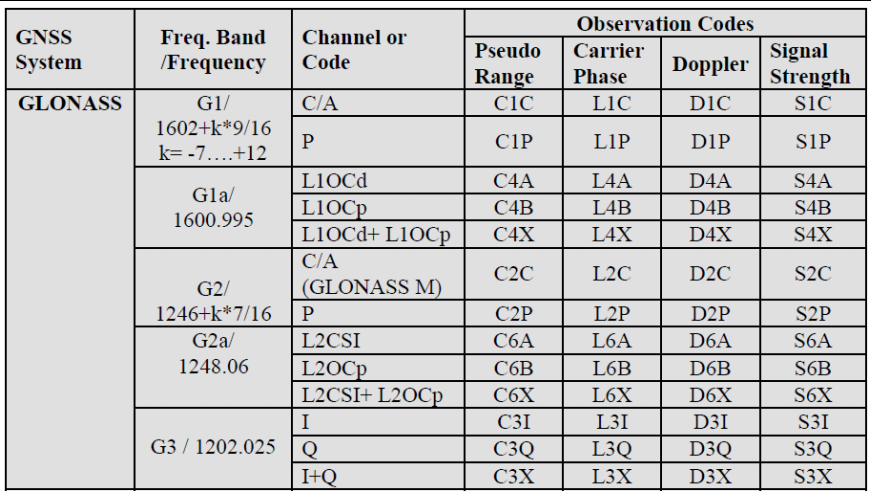 GNSS System Freq. Band /Frequency Channel or Code Observation Codes
Pseudo Range Carrier Phase Doppler Signal Strength
GLONASS G1/ 1602+k*9/16 k= -7….+12 C/A C1C L1C D1C S1C
P C1P L1P D1P S1P
G1a/ 1600.995 L1OCd C4A L4A D4A S4A
L1OCp C4B L4B D4B S4B
L1OCd+ L1OCp C4X L4X D4X S4X
G2/ 1246+k*7/16 C/A (GLONASS M) C2C L2C D2C S2C
P C2P L2P D2P S2P
G2a/ 1248.06 L2CSI C6A L6A D6A S6A
L2OCp C6B L6B D6B S6B
L2CSI+ L2OCp C6X L6X D6X S6X
G3 / 1202.025 I C3I L3I D3I S3I
Q C3Q L3Q D3Q S3Q
I+Q C3X L3X D3X S3X